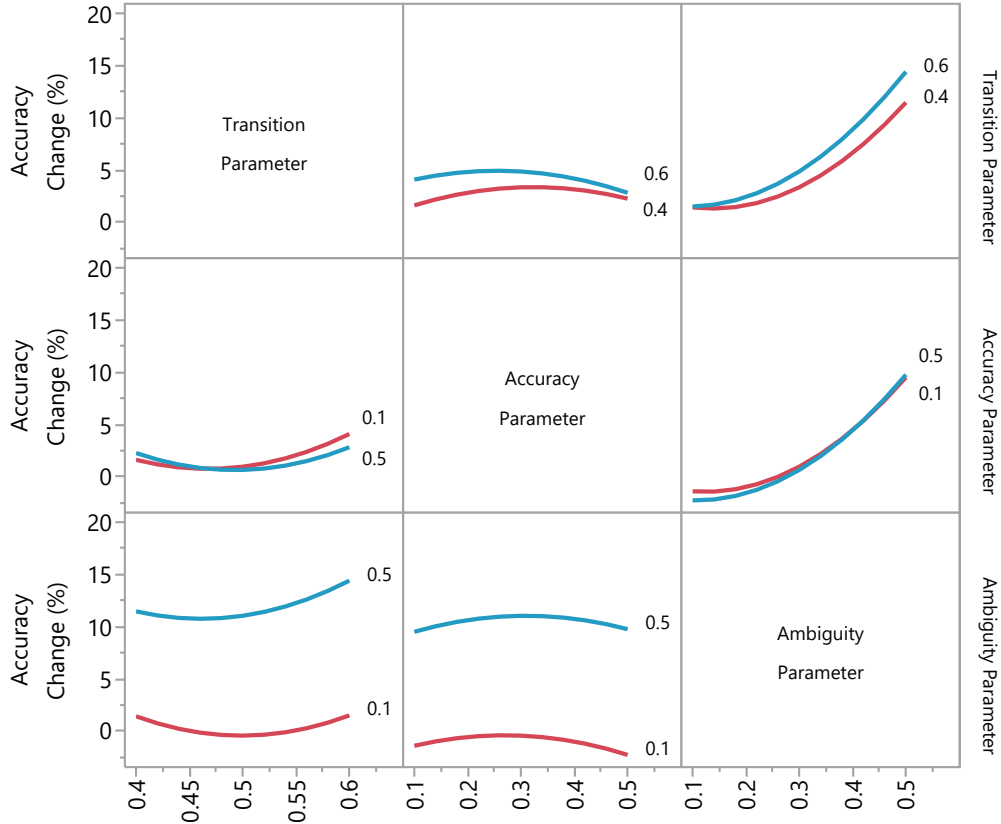 20
15
10
5
0
Accuracy
Change (%)
Transition
Parameter
0.6
0.4
0.6
0.4
Transition Parameter
20
15
10
5
0
Accuracy
Change (%)
0.1
0.5
Accuracy
Parameter
0.5
0.1
Accuracy Parameter
20
15
10
5
0
Accuracy
Change (%)
0.5
0.1
0.5
0.1
Ambiguity
Parameter
Ambiguity Parameter
0.4
0.45
0.5
0.55
0.6
0.1
0.2
0.3
0.4
0.5
0.1
0.2
0.3
0.4
0.5